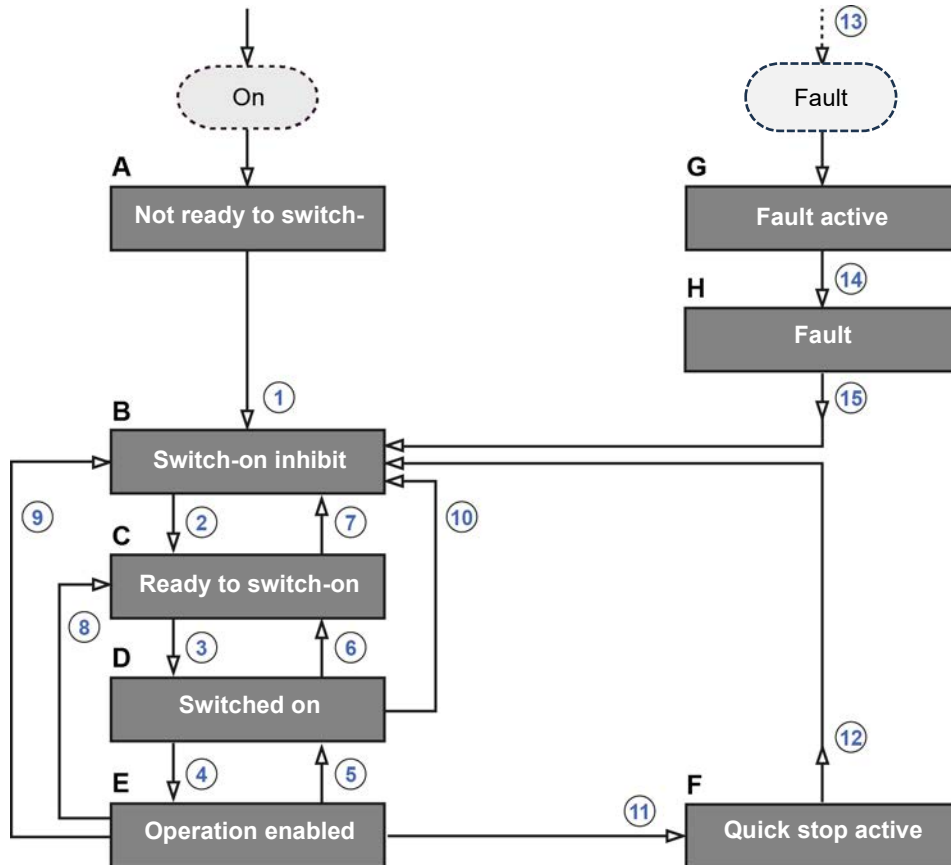 13
On
Fault
A
Not ready to switch-
G
Fault active
14
H
Fault
1
15
B
Switch-on inhibit
9
2
7
10
C
Ready to switch-on
8
3
6
D
Switched on
12
4
5
E
F
11
Operation enabled
Quick stop active